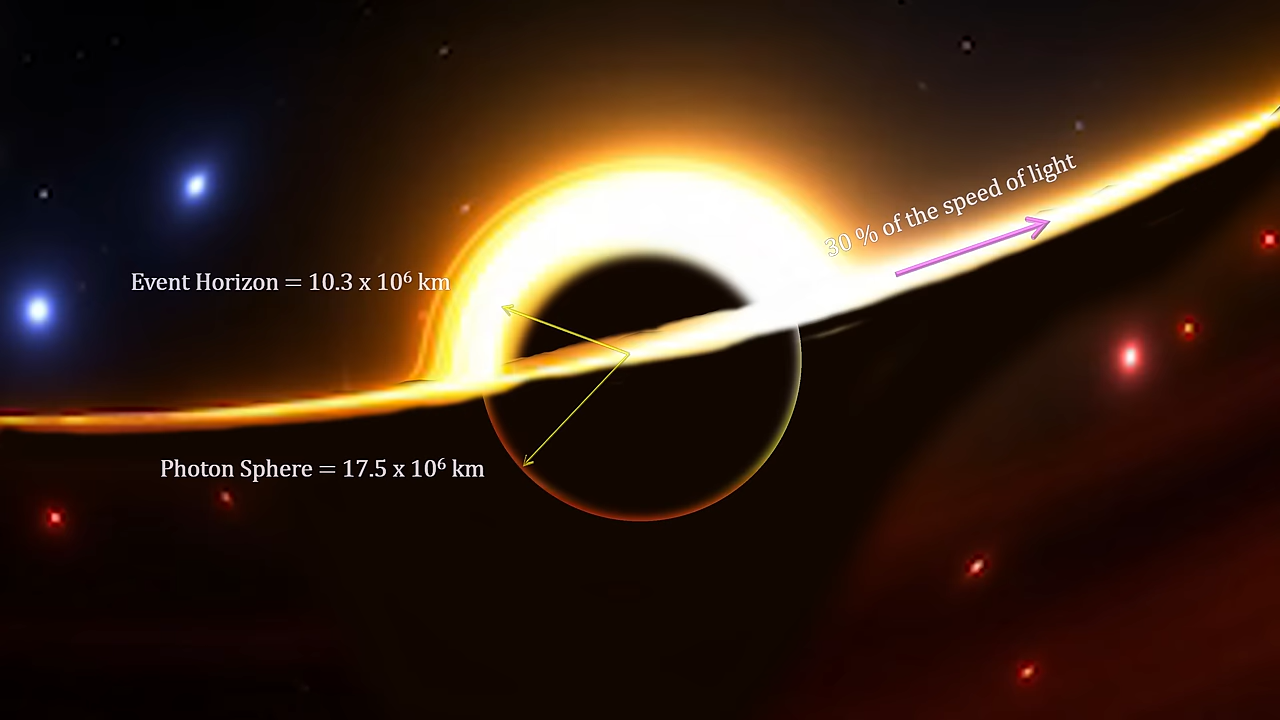 30 % of the speed of light
Event Horizon = 10.3 x 10⁶ km
Photon Sphere = 17.5 x 10⁶ km